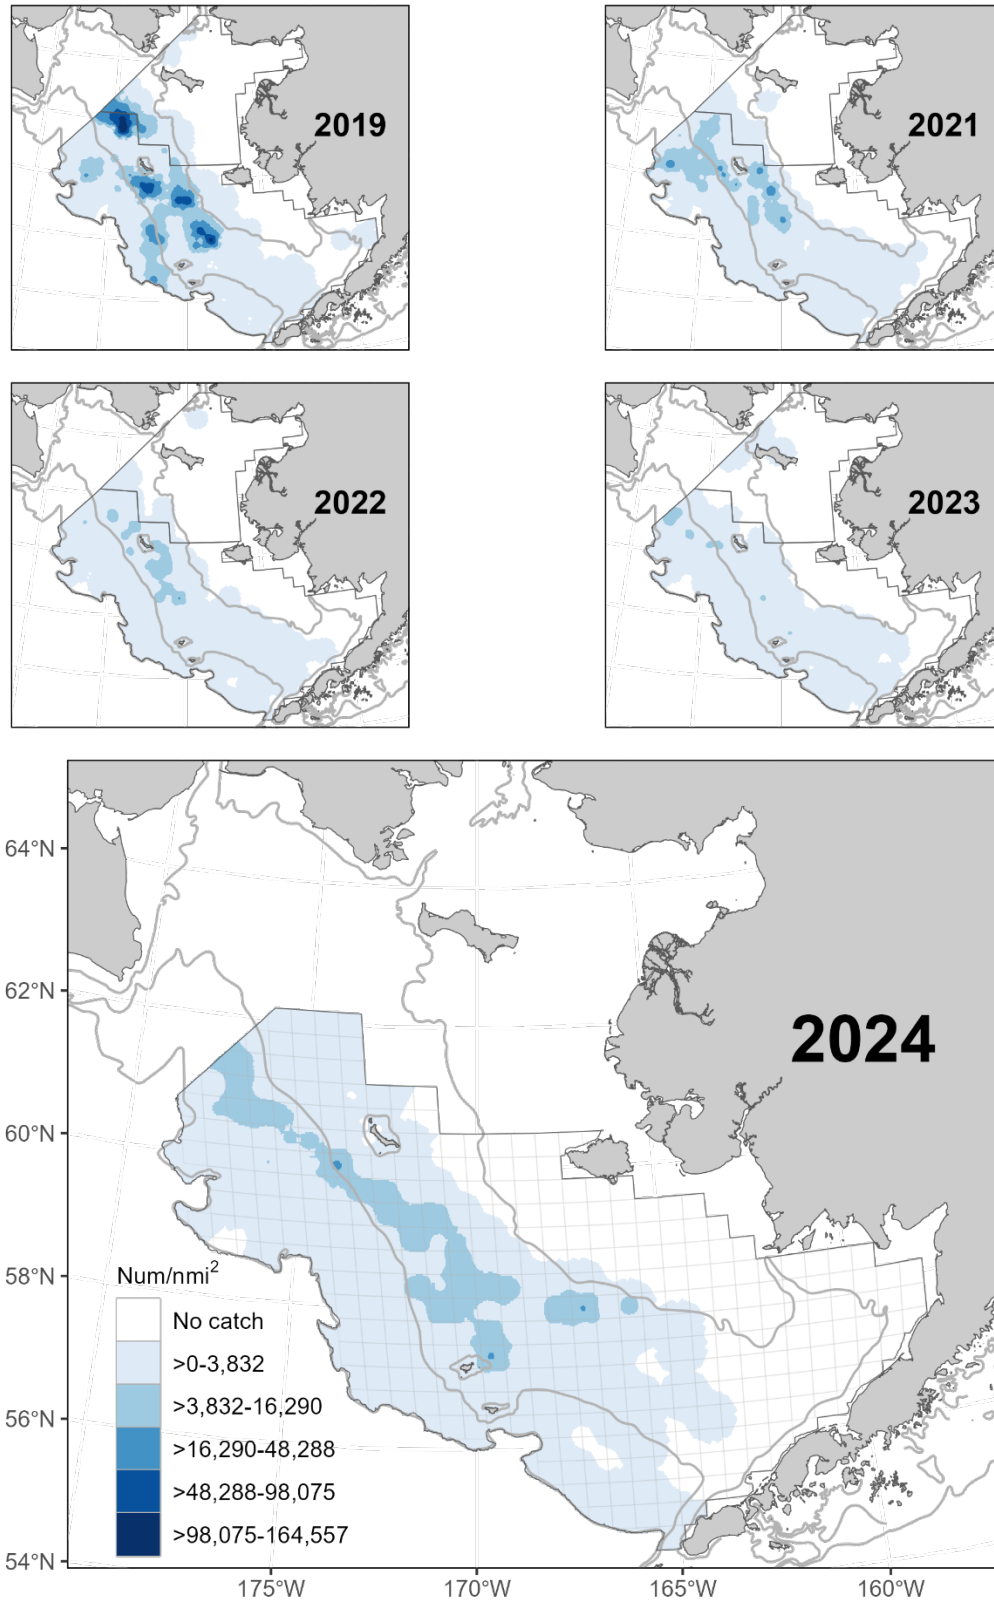 2019
2021
2022
2023
2024
64°N
62°N
60°N
58°N
56°N
54°N
Num/nmi²
No catch
>0-3,832
>3,832-16,290
>16,290-48,288
>48,288-98,075
>98,075-164,557
175°W
170°W
165°W
160°W